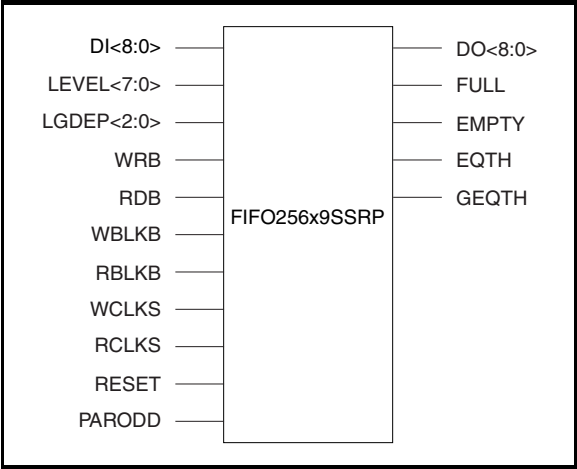 DI<8:0>
DO<8:0>
LEVEL<7:0>
FULL
LGDEP<2:0>
EMPTY
WRB
EQTH
RDB
GEQTH
FIFO256x9SSRP
WBLKB
RBLKB
WCLKS
RCLKS
RESET
PARODD